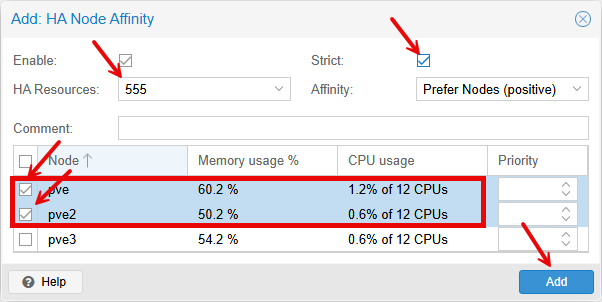 Add: HA Node Affinity
Enable: Strict:
HA Resources: 555 Affinity: Prefer Nodes (positive)
Comment:
Node Memory usage % CPU usage Priority
pve 60.2 % 1.2% of 12 CPUs
pve2 50.2 % 0.6% of 12 CPUs
pve3 54.2 % 0.6% of 12 CPUs
Help Add